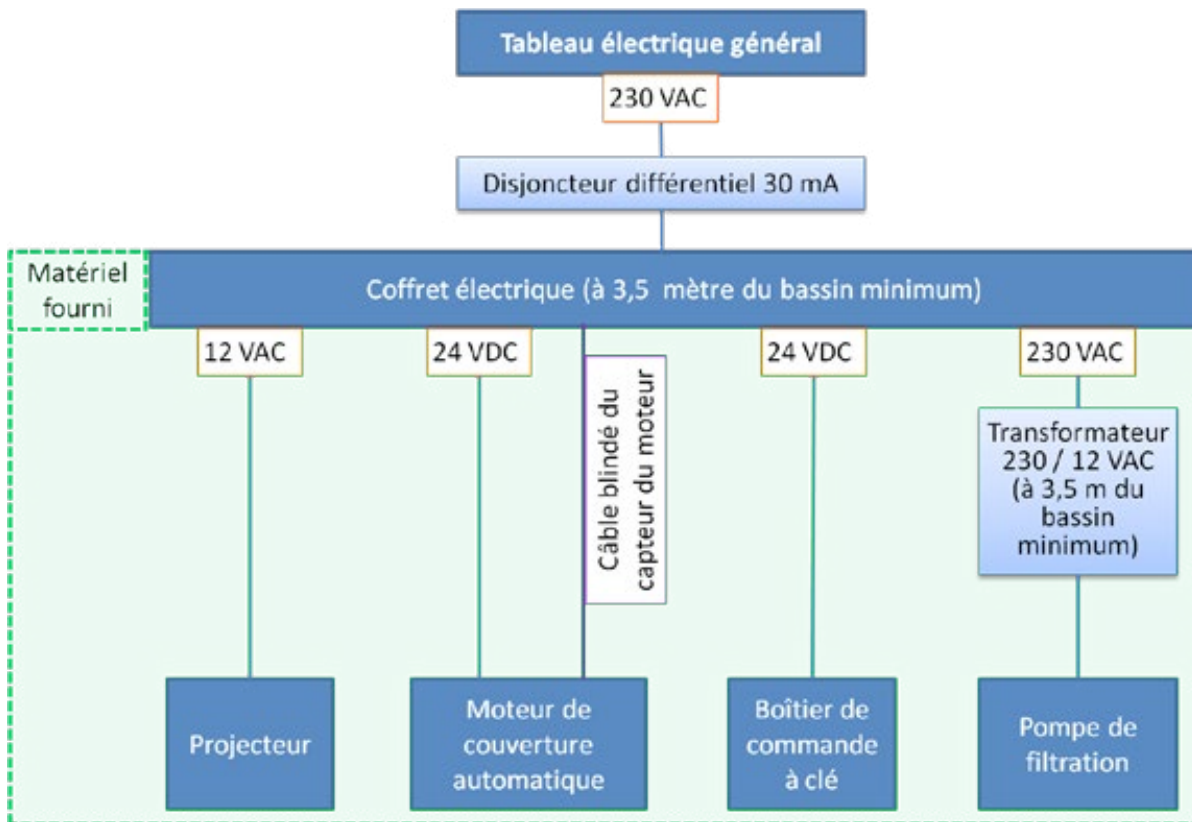 Tableau électrique général
230 VAC
Disjoncteur différentiel 30 mA
Matériel
fourni
Coffret électrique (à 3,5 mètre du bassin minimum)
12 VAC
24 VDC
24 VDC
230 VAC
Câble blindé du
capteur du moteur
Transformateur
230 / 12 VAC
(à 3,5 m du
bassin
minimum)
Projecteur
Moteur de
couverture
automatique
Boîtier de
commande
à clé
Pompe de
filtration